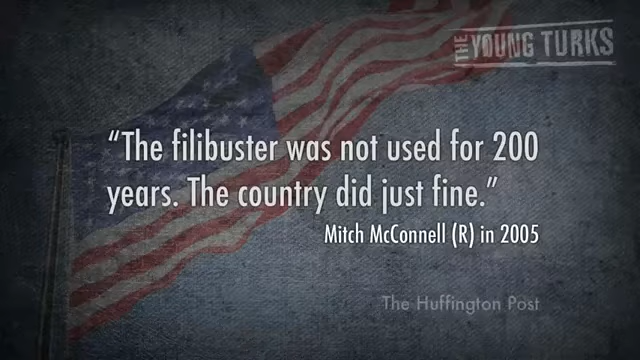 THE YOUNG TURKS
“The filibuster was not used for 200
years. The country did just fine.”
Mitch McConnell (R) in 2005
The Huffington Post